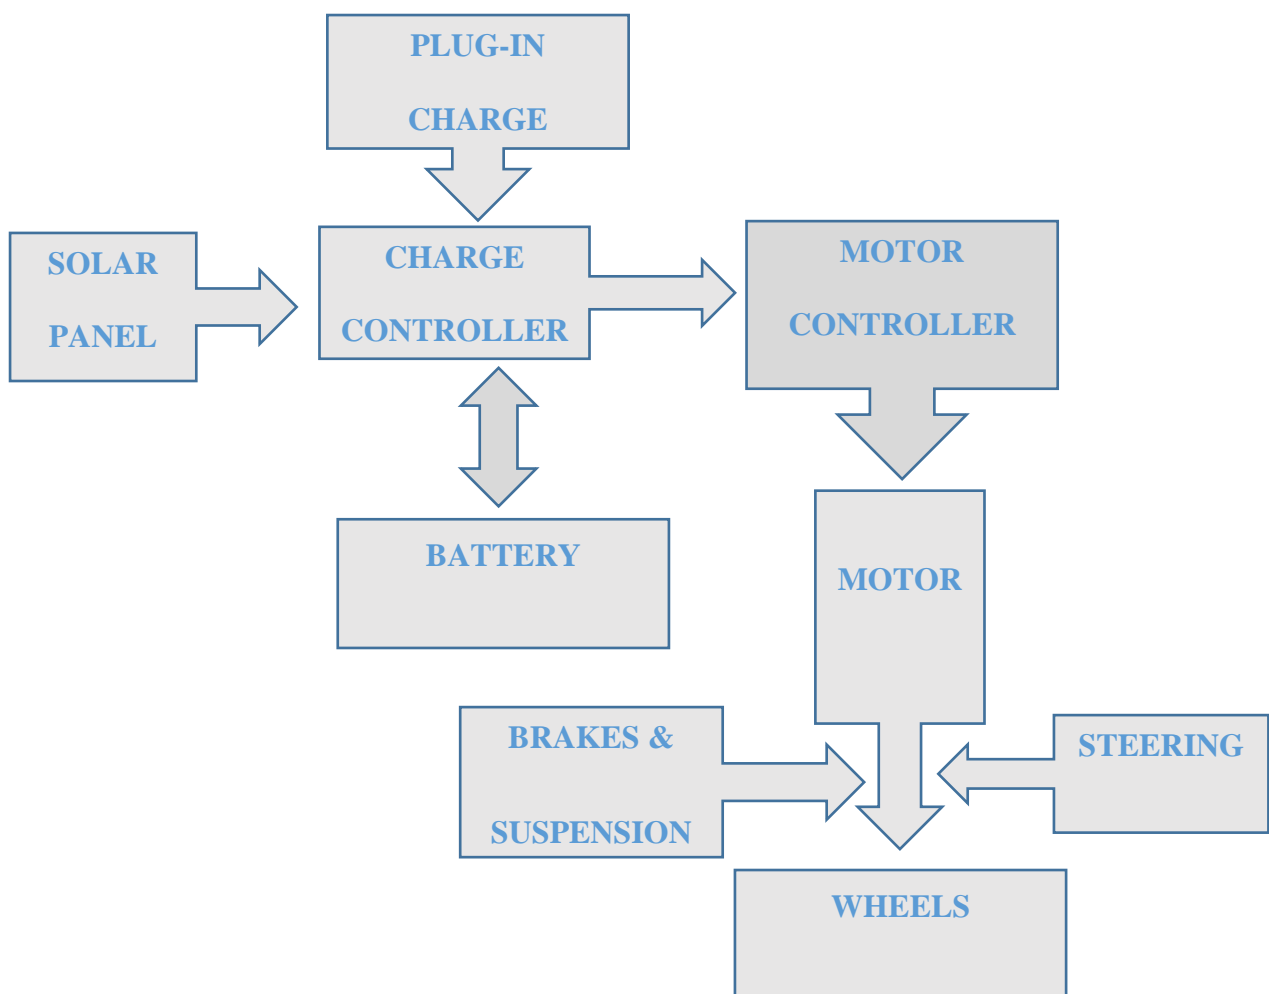 PLUG-IN
CHARGE
SOLAR
PANEL
CHARGE
CONTROLLER
MOTOR
CONTROLLER
BATTERY
MOTOR
BRAKES &
SUSPENSION
STEERING
WHEELS